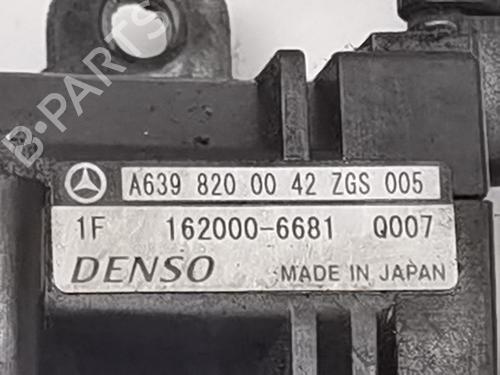 B-PARTS
A639 820 00 42 ZGS 005
1F 162000-6681 Q007
DENSO MADE IN JAPAN